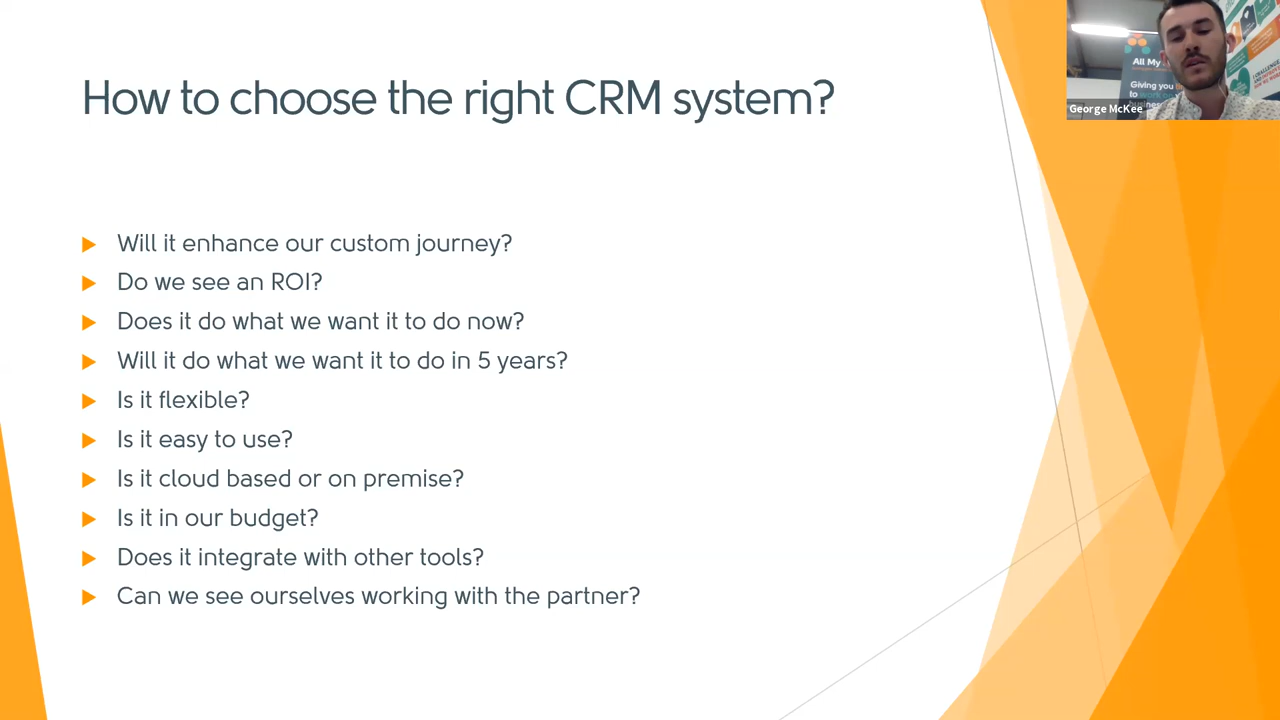 How to choose the right CRM system?
Will it enhance our custom journey?
Do we see an ROI?
Does it do what we want it to do now?
Will it do what we want it to do in 5 years?
Is it flexible?
Is it easy to use?
Is it cloud based or on premise?
Is it in our budget?
Does it integrate with other tools?
Can we see ourselves working with the partner?
All My
Giving you
to
George McKee